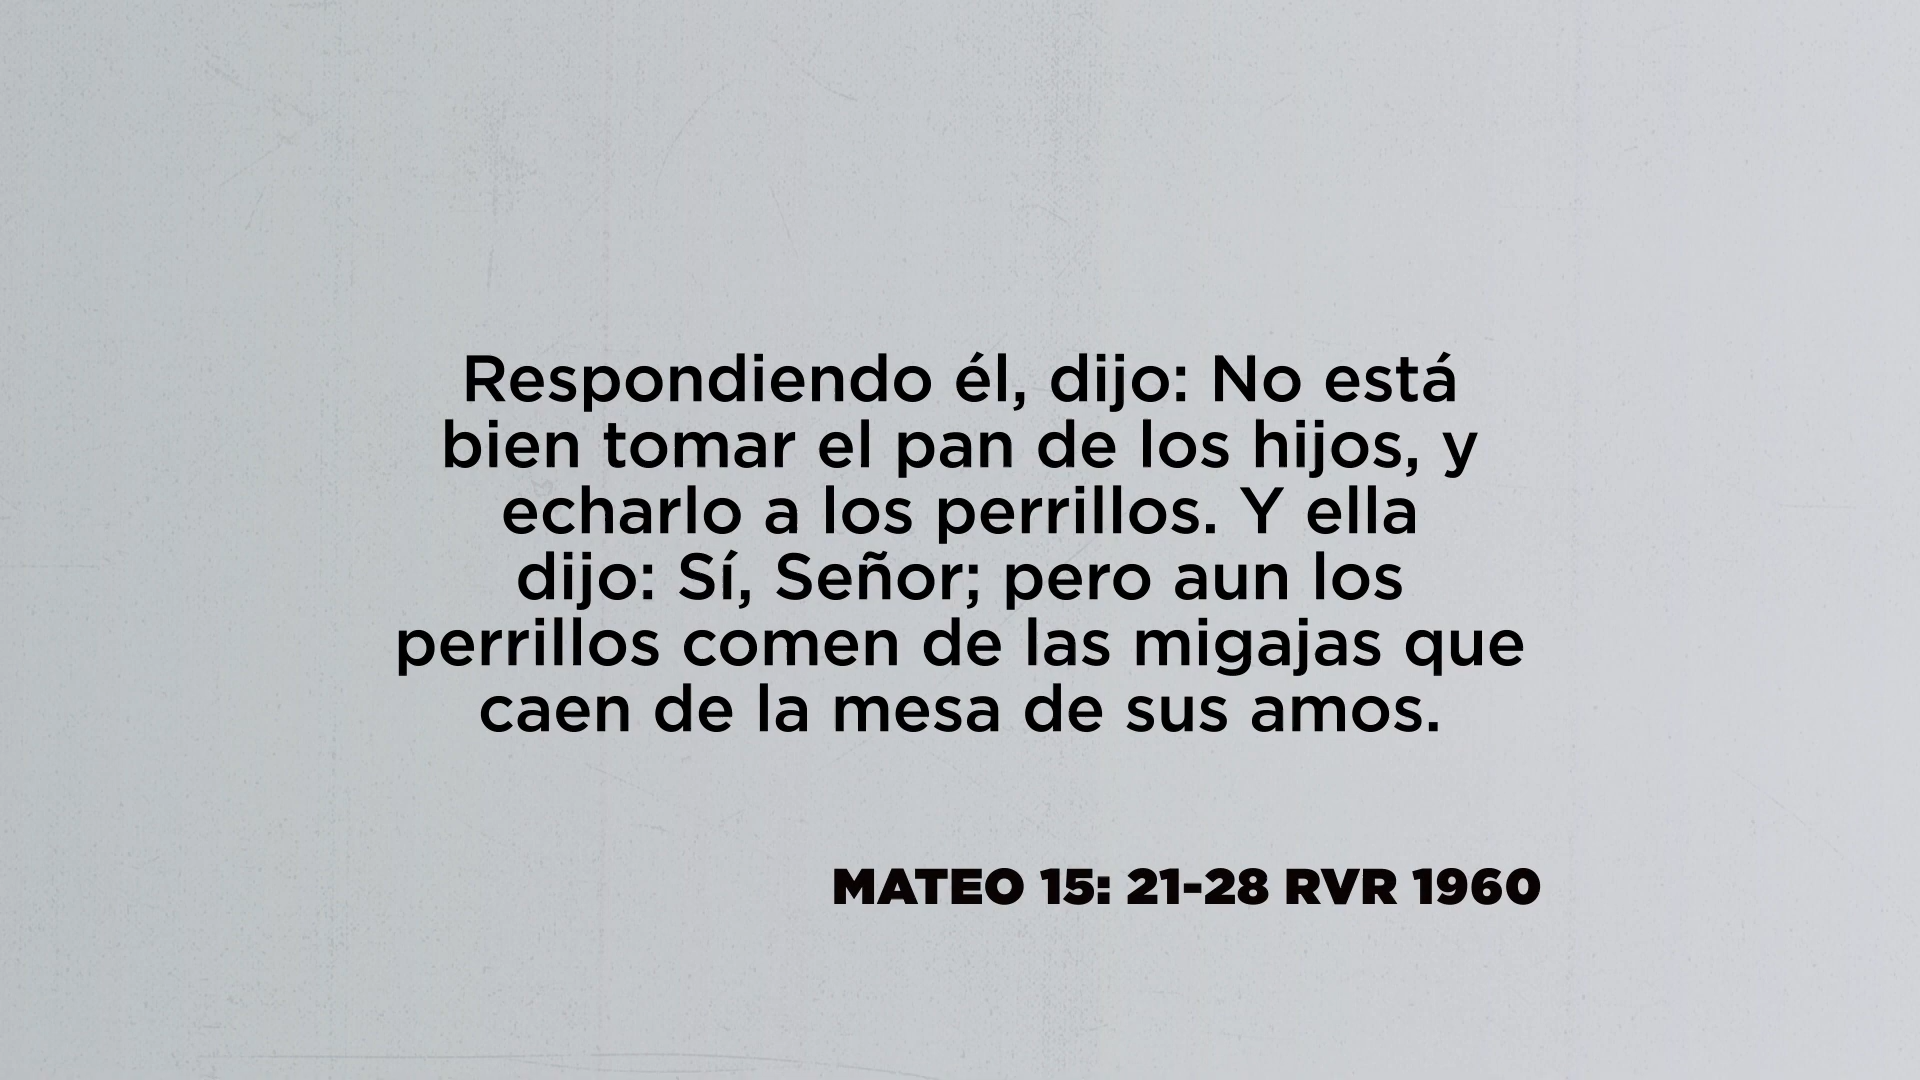 Respondiendo él, dijo: No está
bien tomar el pan de los hijos, y
echarlo a los perrillos. Y ella
dijo: Sí, Señor; pero aun los
perrillos comen de las migajas que
caen de la mesa de sus amos.
MATEO 15: 21-28 RVR 1960